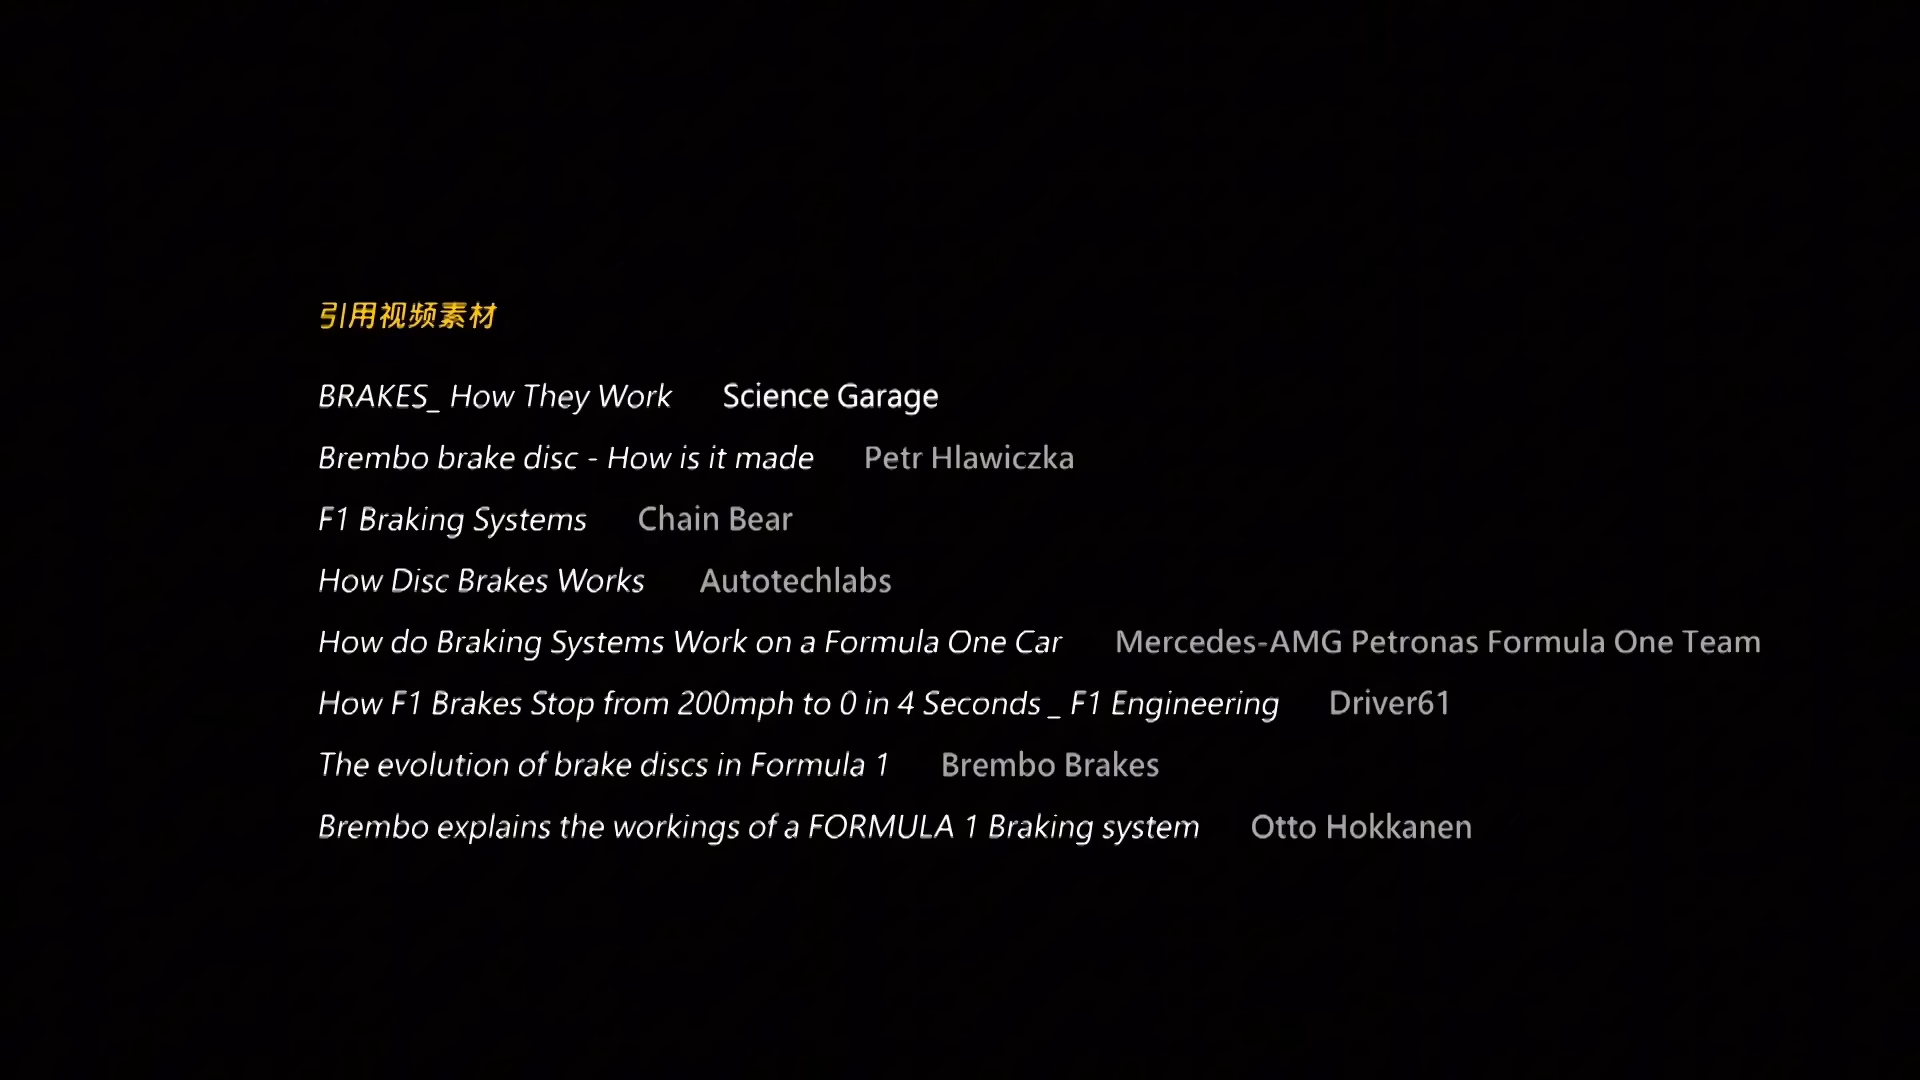 引用视频素材
BRAKES_ How They Work Science Garage
Brembo brake disc - How is it made Petr Hlawiczka
F1 Braking Systems Chain Bear
How Disc Brakes Works Autotechlabs
How do Braking Systems Work on a Formula One Car Mercedes-AMG Petronas Formula One Team
How F1 Brakes Stop from 200mph to 0 in 4 Seconds _ F1 Engineering Driver61
The evolution of brake discs in Formula 1 Brembo Brakes
Brembo explains the workings of a FORMULA 1 Braking system Otto Hokkanen